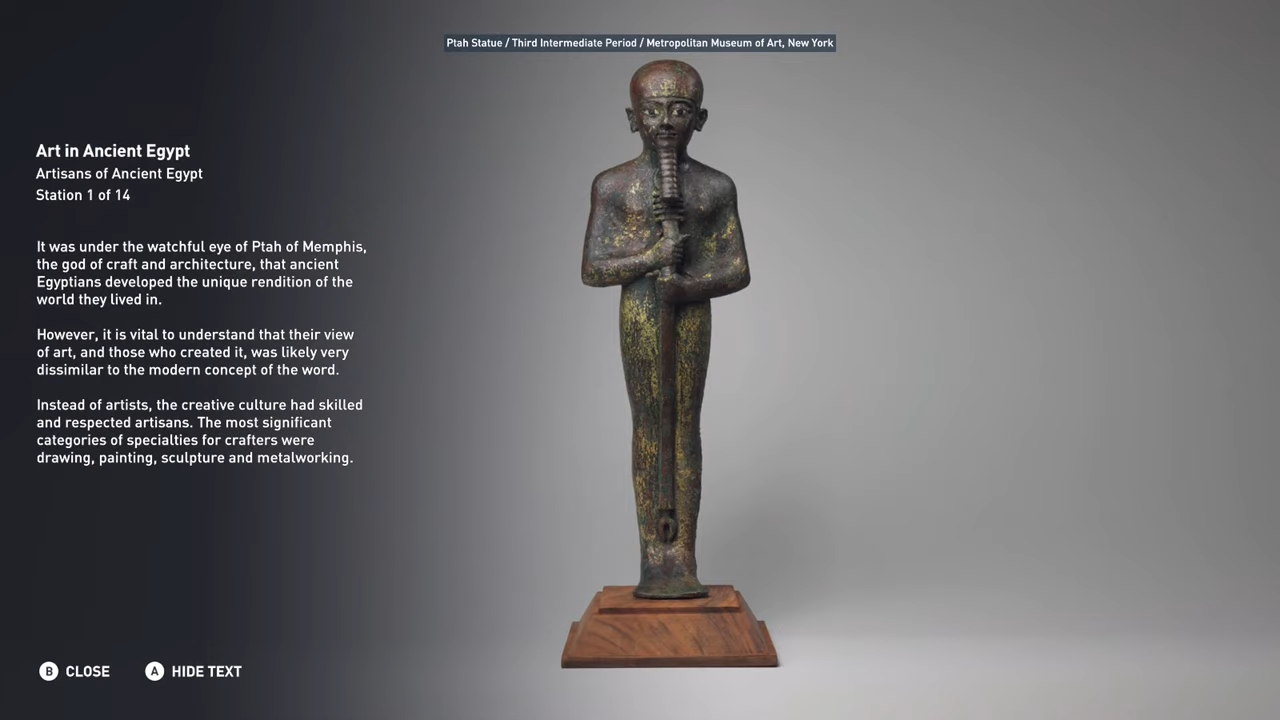 Ptah Statue / Third Intermediate Period / Metropolitan Museum of Art, New York
Art in Ancient Egypt
Artisans of Ancient Egypt
Station 1 of 14
It was under the watchful eye of Ptah of Memphis,
the god of craft and architecture, that ancient
Egyptians developed the unique rendition of the
world they lived in.
However, it is vital to understand that their view
of art, and those who created it, was likely very
dissimilar to the modern concept of the word.
Instead of artists, the creative culture had skilled
and respected artisans. The most significant
categories of specialties for crafters were
drawing, painting, sculpture and metalworking.
B CLOSE A HIDE TEXT